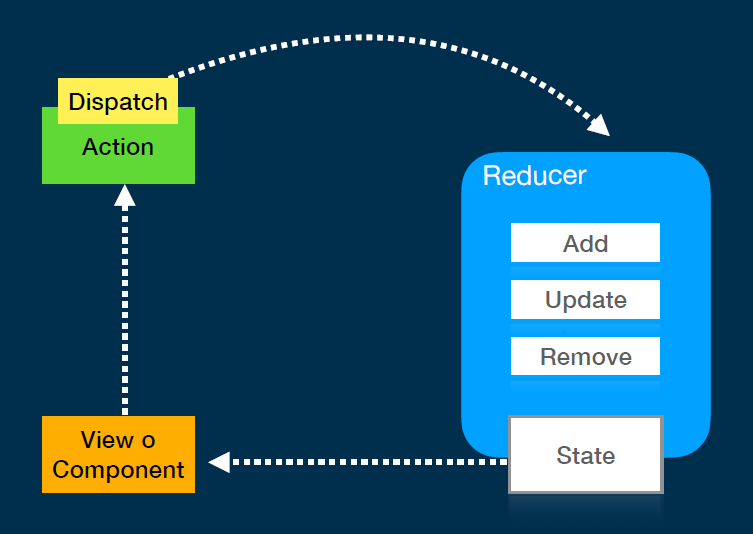 Dispatch
Action
Reducer
Add
Update
Remove
State
View o
Component